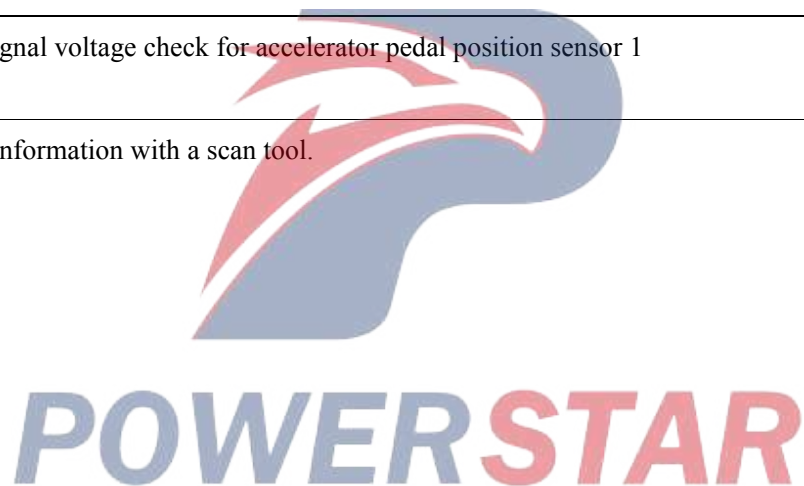 gnal voltage check for accelerator pedal position sensor 1
nformation with a scan tool.
POWERSTAR